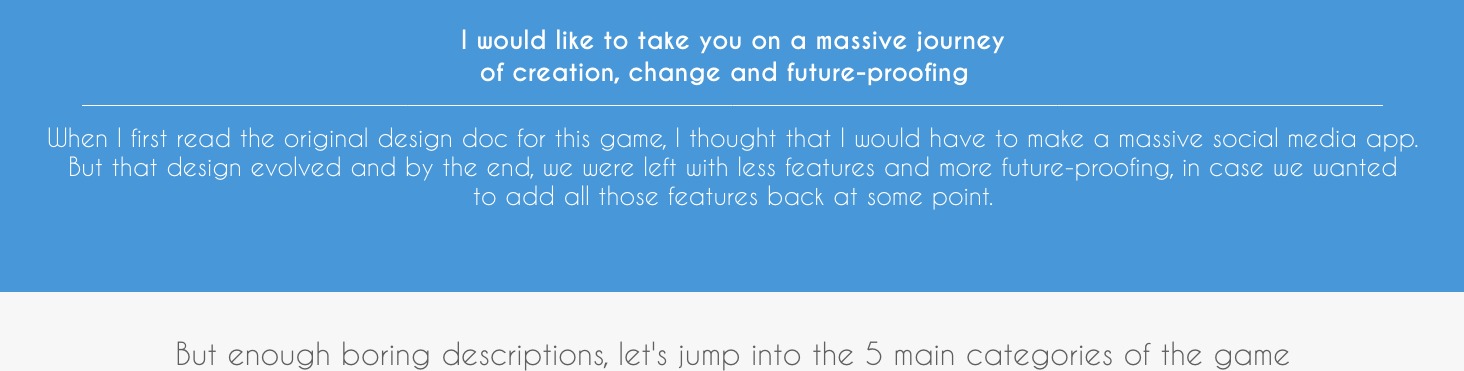 I would like to take you on a massive journey
of creation, change and future-proofing
When I first read the original design doc for this game, I thought that I would have to make a massive social media app.
But that design evolved and by the end, we were left with less features and more future-proofing, in case we wanted
to add all those features back at some point.
But enough boring descriptions, let's jump into the 5 main categories of the game